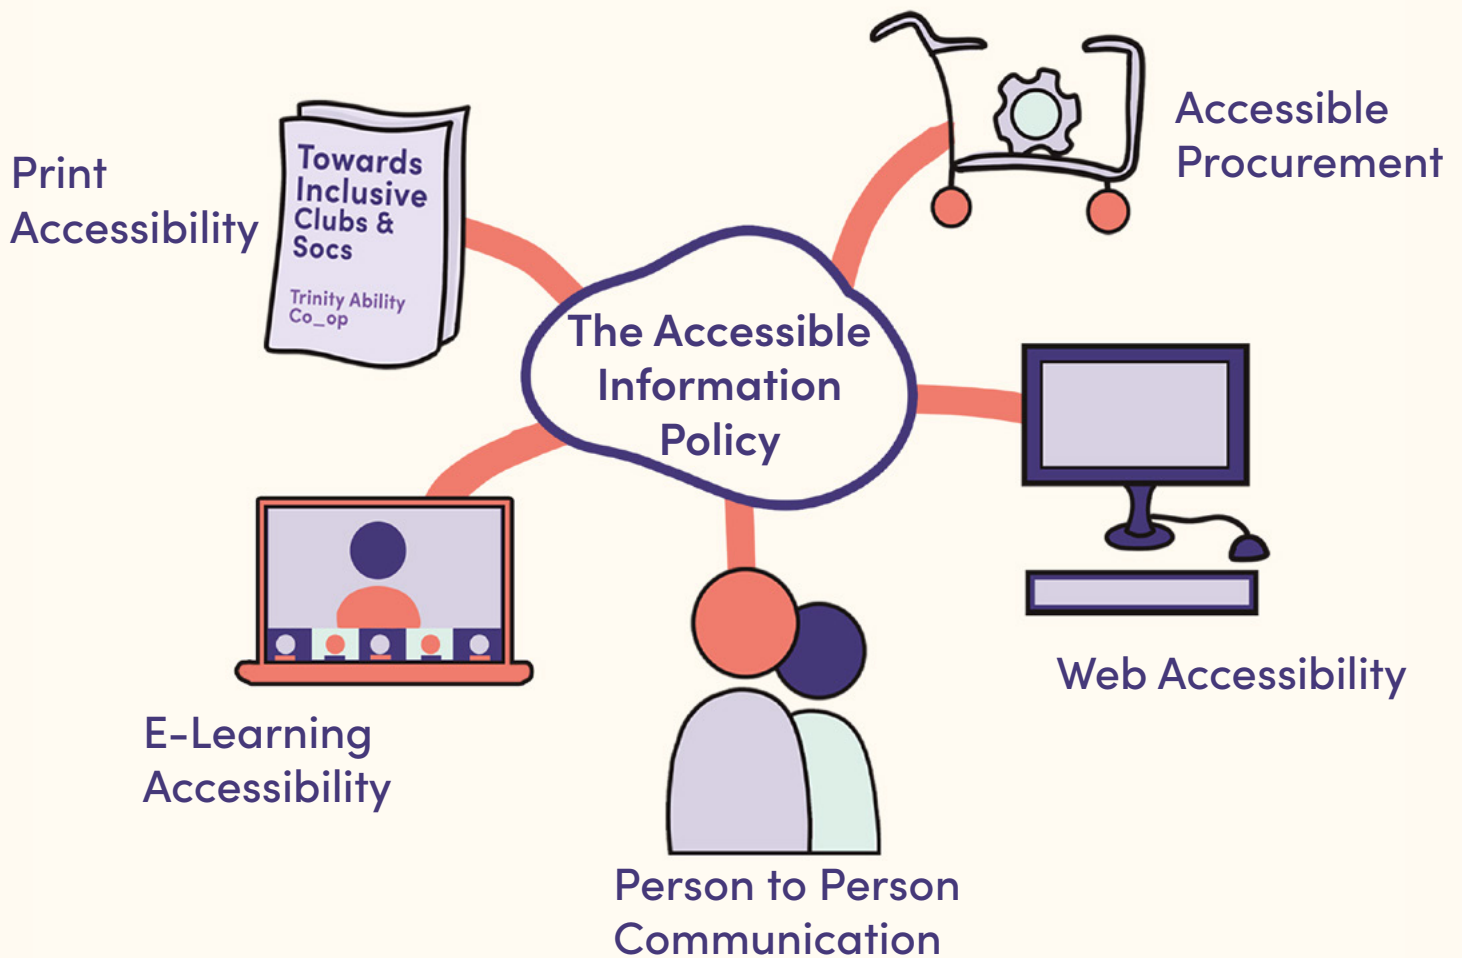 Print
Accessibility
Towards
Inclusive
Clubs &
Socs
Trinity Ability
Co_op
Accessible
Procurement
The Accessible
Information
Policy
Web Accessibility
E-Learning
Accessibility
Person to Person
Communication